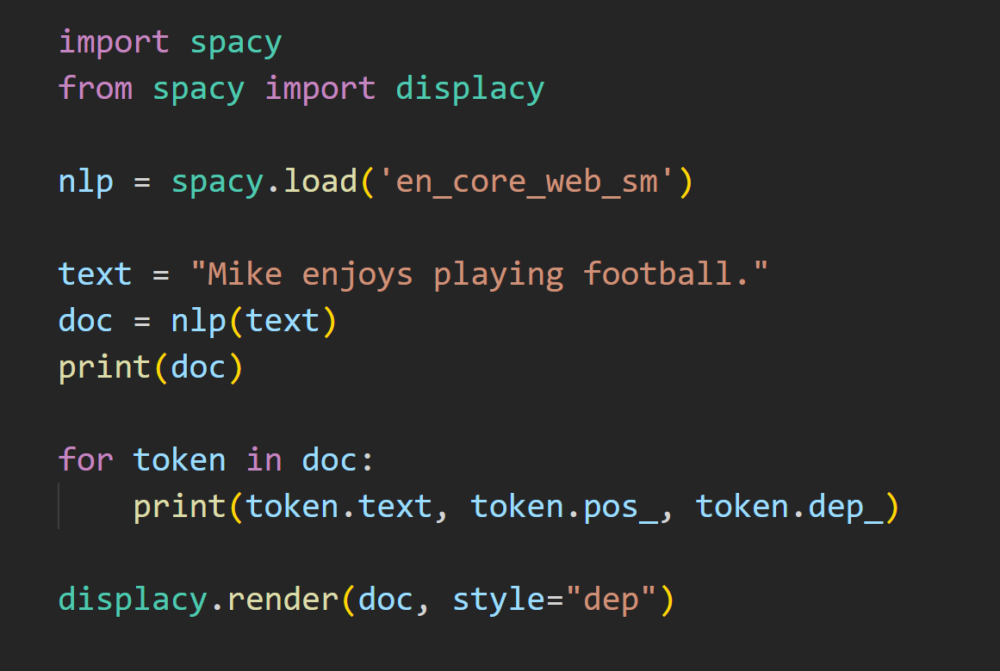 import spacy
from spacy import displacy
nlp = spacy.load('en_core_web_sm')
text = "Mike enjoys playing football."
doc = nlp(text)
print(doc)
for token in doc:
    print(token.text, token.pos_, token.dep_)
displacy.render(doc, style="dep")